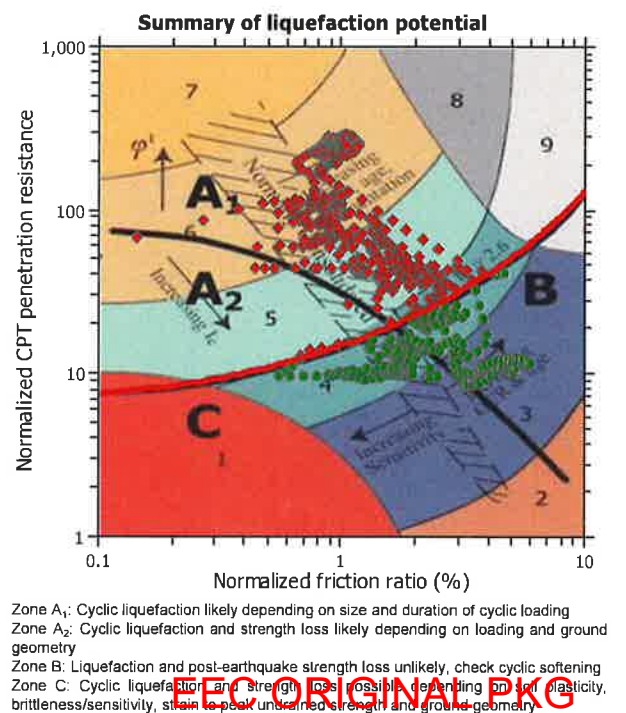 Summary of liquefaction potential
1,000
100
10
1
Normalized CPT penetration resistance
7
8
9
φ'
A1
6
A2
Increasing Ic
5
2.6
B
4
C
1
Increasing
Sensitivity
3
2
0.1
1
10
Normalized friction ratio (%)
Zone A1: Cyclic liquefaction likely depending on size and duration of cyclic loading
Zone A2: Cyclic liquefaction and strength loss likely depending on loading and ground
geometry
Zone B: Liquefaction and post-earthquake strength loss unlikely, check cyclic softening
Zone C: Cyclic liquefaction and strength loss possible depending on soil plasticity,
brittleness/sensitivity, strain to peak undrained strength and ground geometry
EEC ORIGINAL PKG